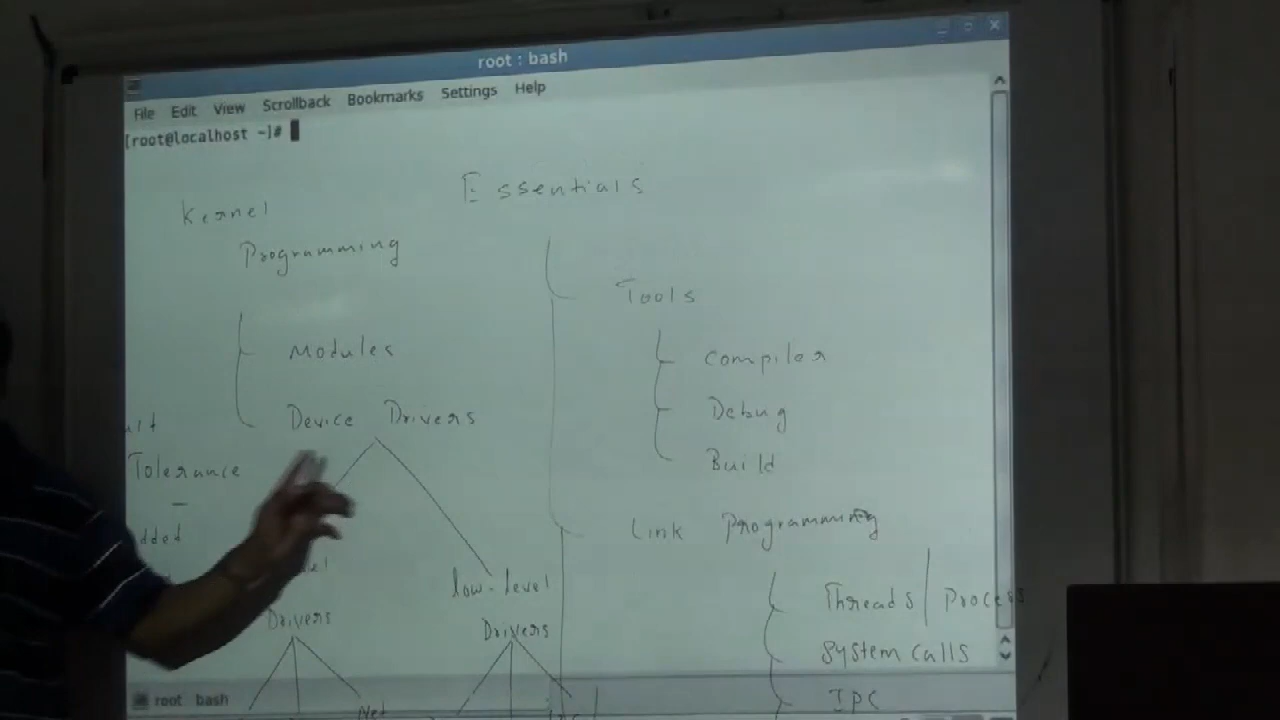 root : bash
File Edit View Scrollback Bookmarks Settings Help
[root@localhost ~]#
Essentials
Kernel
Programming
Tools
Modules
Compiler
Device Drivers
Debug
Tolerance
Build
Link Programming
low-level
Drivers
Drivers
Threads | Process
System Calls
IPC
root bash
Net